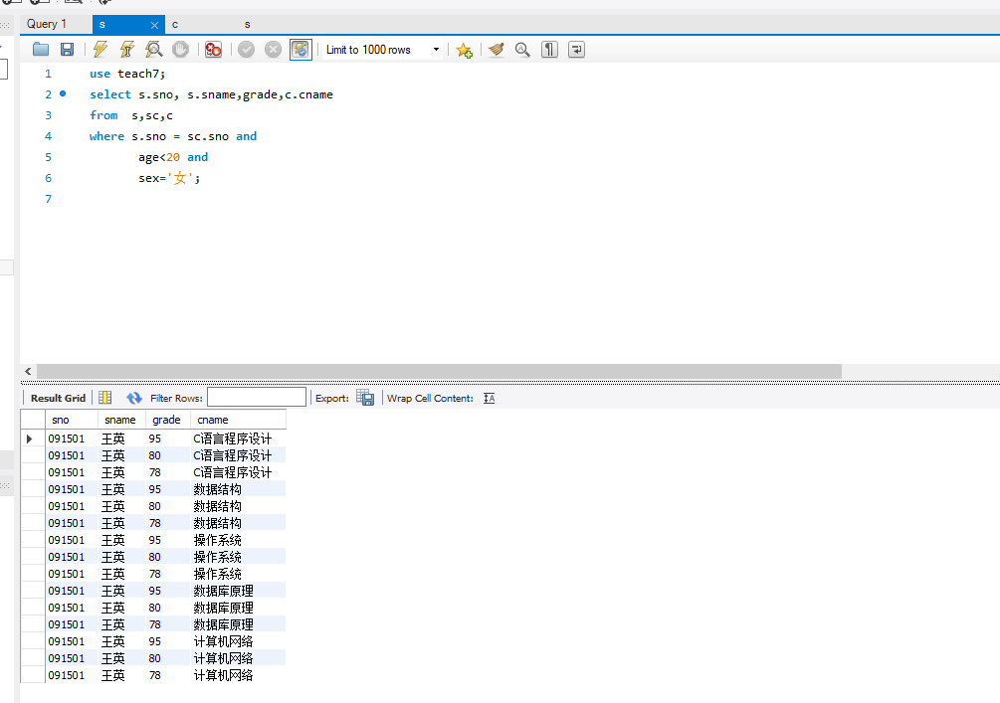 Query 1 s c s
Limit to 1000 rows
1 use teach7;
2 select s.sno, s.sname,grade,c.cname
3 from s,sc,c
4 where s.sno = sc.sno and
5 age<20 and
6 sex='女';
7
Result Grid Filter Rows: Export: Wrap Cell Content:
sno sname grade cname
091501 王英 95 C语言程序设计
091501 王英 80 C语言程序设计
091501 王英 78 C语言程序设计
091501 王英 95 数据结构
091501 王英 80 数据结构
091501 王英 78 数据结构
091501 王英 95 操作系统
091501 王英 80 操作系统
091501 王英 78 操作系统
091501 王英 95 数据库原理
091501 王英 80 数据库原理
091501 王英 78 数据库原理
091501 王英 95 计算机网络
091501 王英 80 计算机网络
091501 王英 78 计算机网络